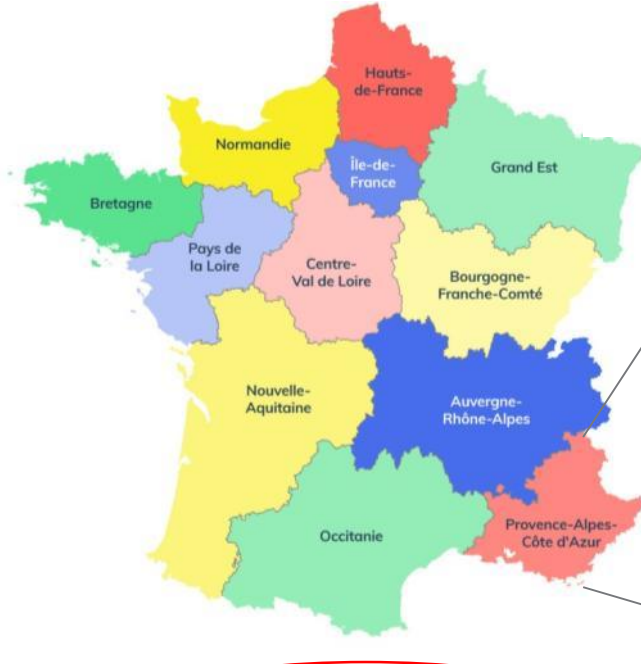 Hauts-
de-France
Normandie
Île-de-
France
Grand Est
Bretagne
Pays de
la Loire
Centre-
Val de Loire
Bourgogne-
Franche-Comté
Nouvelle-
Aquitaine
Auvergne-
Rhône-Alpes
Occitanie
Provence-Alpes-
Côte d'Azur